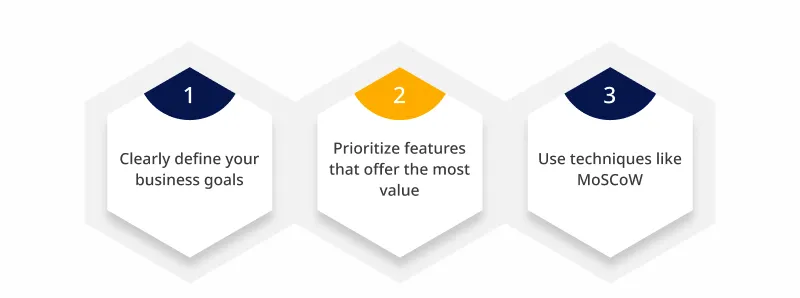 1
Clearly define your
business goals
2
Prioritize features
that offer the most
value
3
Use techniques like
MoSCoW